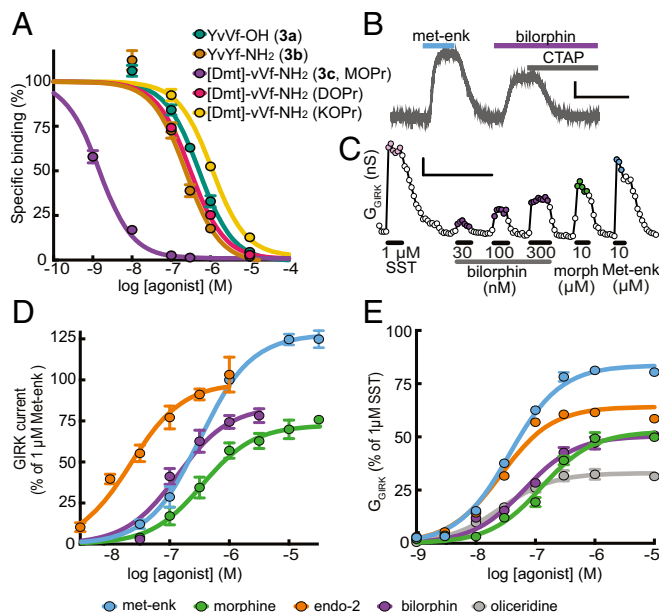 A
YvVf-OH (3a)
YvYf-NH2 (3b)
[Dmt]-vVf-NH2 (3c, MOPr)
[Dmt]-vVf-NH2 (DOPr)
[Dmt]-vVf-NH2 (KOPr)
Specific binding (%)
100
75
50
25
0
-10 -9 -8 -7 -6 -5 -4
log [agonist] (M)
B
met-enk
bilorphin
CTAP
C
GGIRK (nS)
1 µM
SST
30 100 300
bilorphin
(nM)
10
morph
(µM)
10
Met-enk
(µM)
D
GIRK current
(% of 1 µM Met-enk)
125
100
75
50
25
0
-8 -7 -6 -5
log [agonist] (M)
E
GGIRK (% of 1µM SST)
100
75
50
25
0
-9 -8 -7 -6 -5
log [agonist] (M)
met-enk
morphine
endo-2
bilorphin
oliceridine